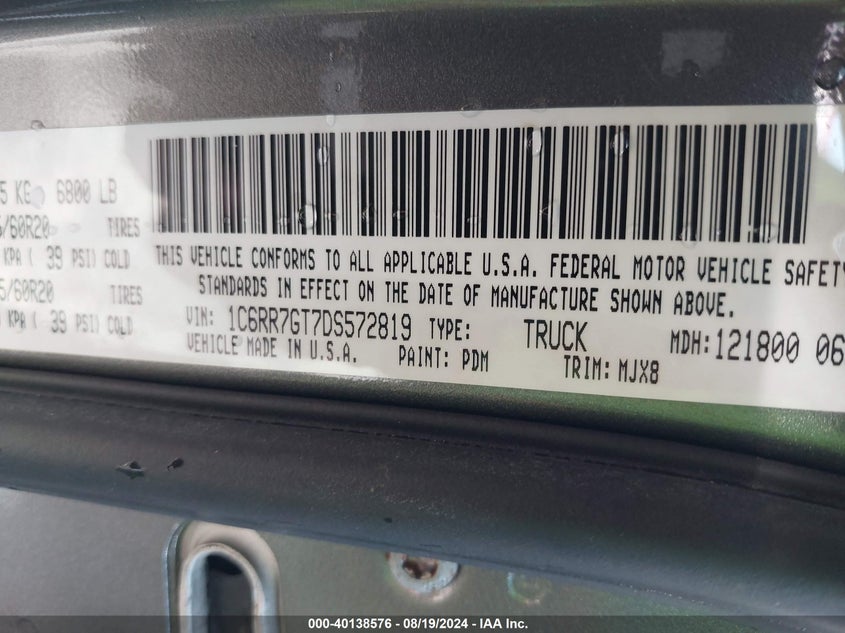 5 KE 6800 LB
/60R20 TIRES
KPA ( 39 PSI) COLD
5/60R20 TIRES
KPA ( 39 PSI) COLD
THIS VEHICLE CONFORMS TO ALL APPLICABLE U.S.A. FEDERAL MOTOR VEHICLE SAFETY
STANDARDS IN EFFECT ON THE DATE OF MANUFACTURE SHOWN ABOVE.
VIN: 1C6RR7GT7DS572819 TYPE: TRUCK MDH: 121800 06
VEHICLE MADE IN U.S.A. PAINT: PDM TRIM: MJX8
000-40138576 - 08/19/2024 - IAA Inc.